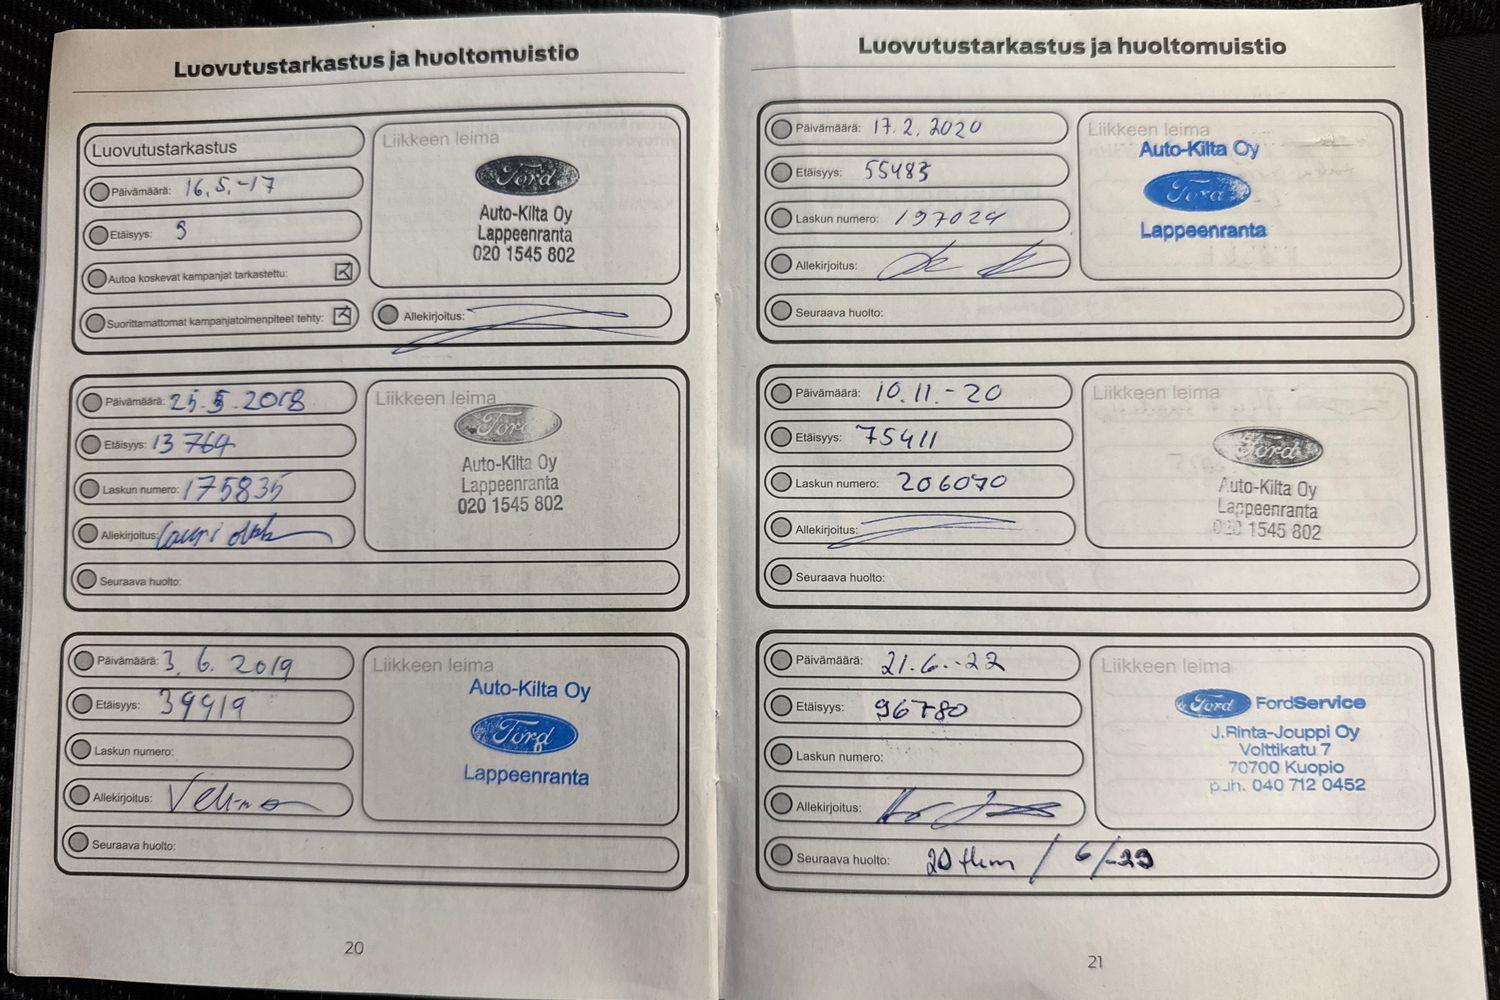 Luovutustarkastus ja huoltomuistio
Luovutustarkastus
Päivämäärä: 16.5.-17
Etäisyys: 9
Autoa koskevat kampanjat tarkastettu:
Suorittamattomat kampanjatoimenpiteet tehty:
Liikkeen leima
Ford
Auto-Kilta Oy
Lappeenranta
020 1545 802
Allekirjoitus:
Päivämäärä: 25.5.2018
Etäisyys: 13764
Laskun numero: 175835
Allekirjoitus:
Seuraava huolto:
Liikkeen leima
Ford
Auto-Kilta Oy
Lappeenranta
020 1545 802
Päivämäärä: 3.6.2019
Etäisyys: 39919
Laskun numero:
Allekirjoitus:
Seuraava huolto:
Liikkeen leima
Auto-Kilta Oy
Ford
Lappeenranta
20
Luovutustarkastus ja huoltomuistio
Päivämäärä: 17.2.2020
Etäisyys: 55483
Laskun numero: 197024
Allekirjoitus:
Seuraava huolto:
Liikkeen leima
Auto-Kilta Oy
Ford
Lappeenranta
Päivämäärä: 10.11.-20
Etäisyys: 75411
Laskun numero: 206070
Allekirjoitus:
Seuraava huolto:
Liikkeen leima
Ford
Auto-Kilta Oy
Lappeenranta
020 1545 802
Päivämäärä: 21.6.-22
Etäisyys: 96780
Laskun numero:
Allekirjoitus:
Seuraava huolto: 20 tkm / 6/-23
Liikkeen leima
Ford FordService
J.Rinta-Jouppi Oy
Volttikatu 7
70700 Kuopio
puh. 040 712 0452
21